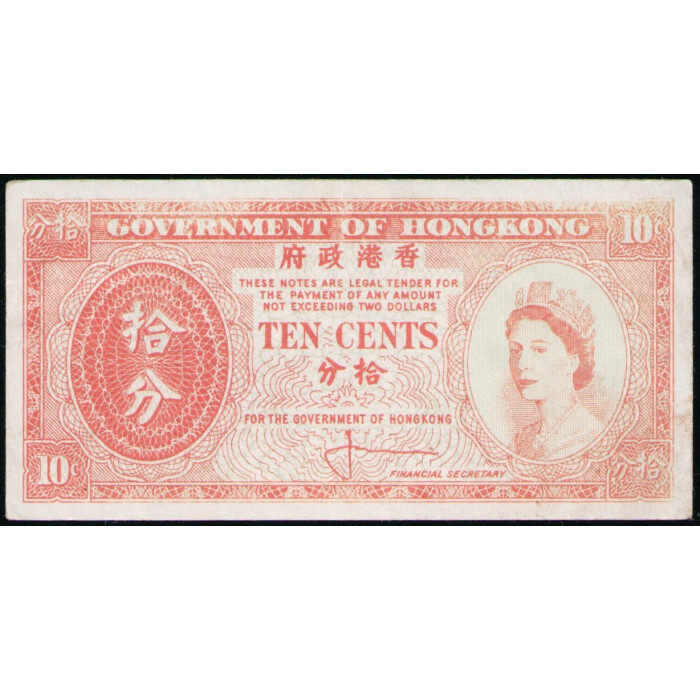 分拾 GOVERNMENT OF HONGKONG 10¢
府政港香
THESE NOTES ARE LEGAL TENDER FOR
THE PAYMENT OF ANY AMOUNT
NOT EXCEEDING TWO DOLLARS
拾分
TEN CENTS
分拾
FOR THE GOVERNMENT OF HONGKONG
10¢
FINANCIAL SECRETARY
分拾